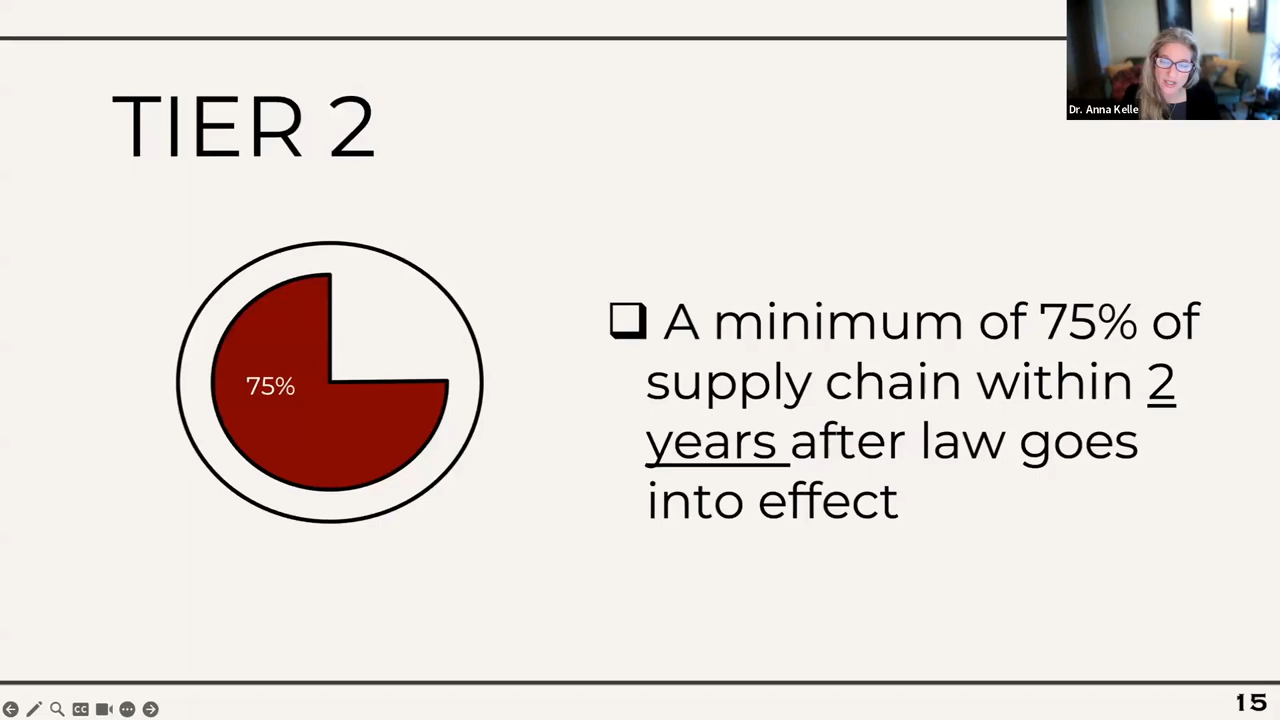 Dr. Anna Kelle
TIER 2
75%
A minimum of 75% of
supply chain within 2
years after law goes
into effect
CC
15